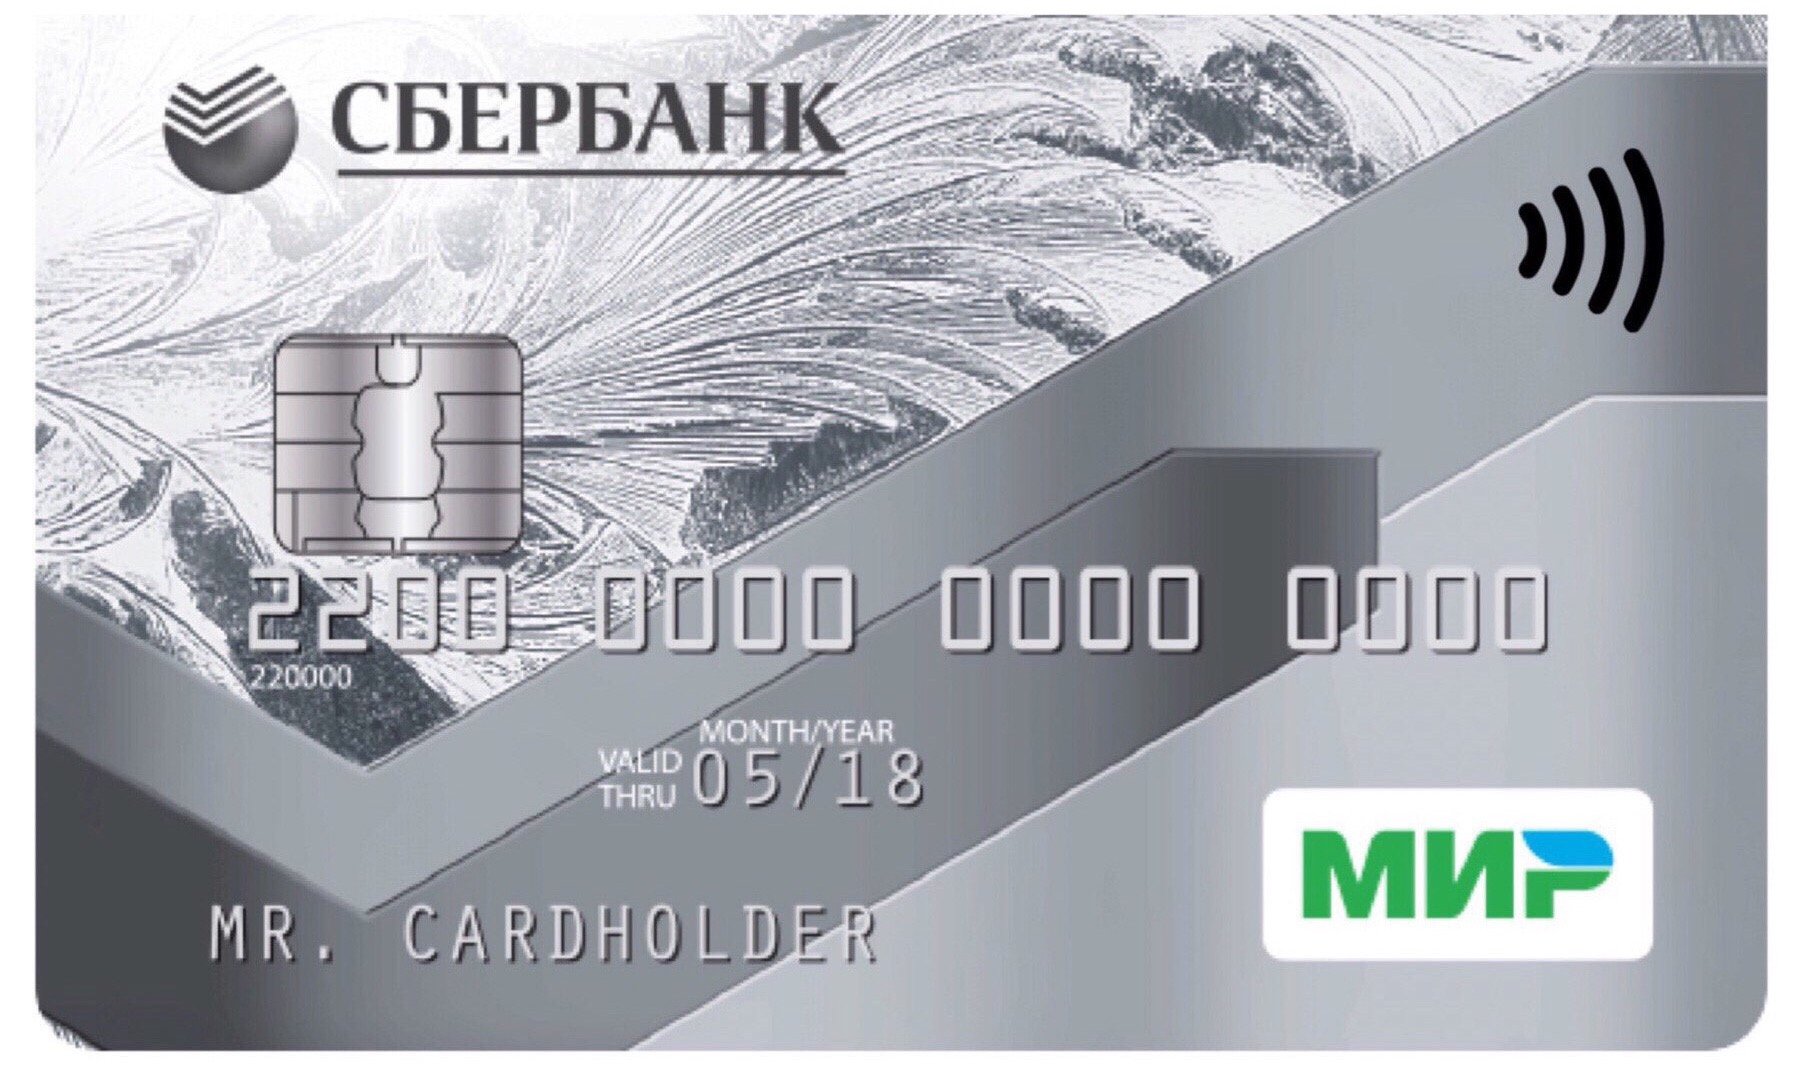 СБЕРБАНК
2200 0000 0000 0000
220000
MONTH/YEAR
VALID THRU 05/18
MR. CARDHOLDER
МИР